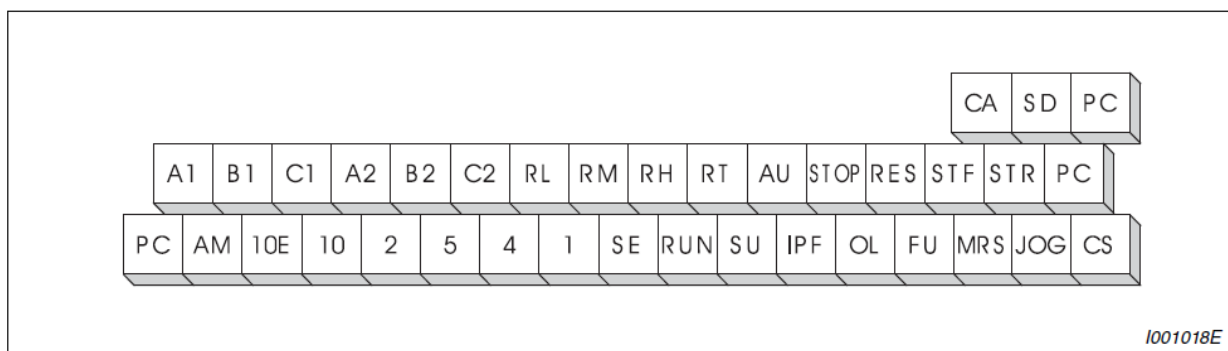 CA SD PC
A1 B1 C1 A2 B2 C2 RL RM RH RT AU STOP RES STF STR PC
PC AM 10E 10 2 5 4 1 SE RUN SU IPF OL FU MRS JOG CS
I001018E